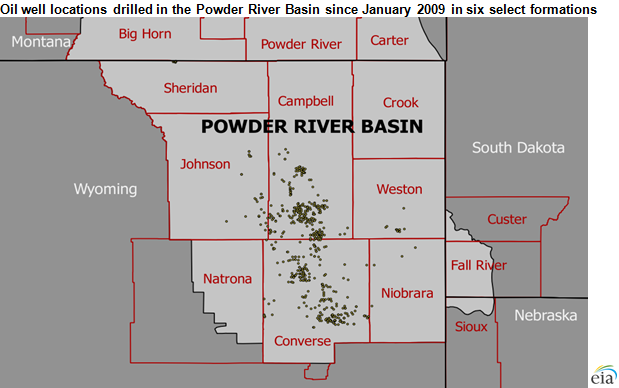 Oil well locations drilled in the Powder River Basin since January 2009 in six select formations
Montana
Big Horn
Powder River
Carter
Sheridan
Campbell
Crook
POWDER RIVER BASIN
Johnson
South Dakota
Wyoming
Weston
Custer
Natrona
Fall River
Niobrara
Nebraska
Sioux
Converse
eia